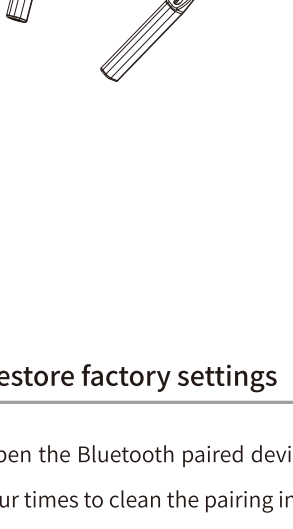 estore factory settings
pen the Bluetooth paired devi
ur times to clean the pairing in